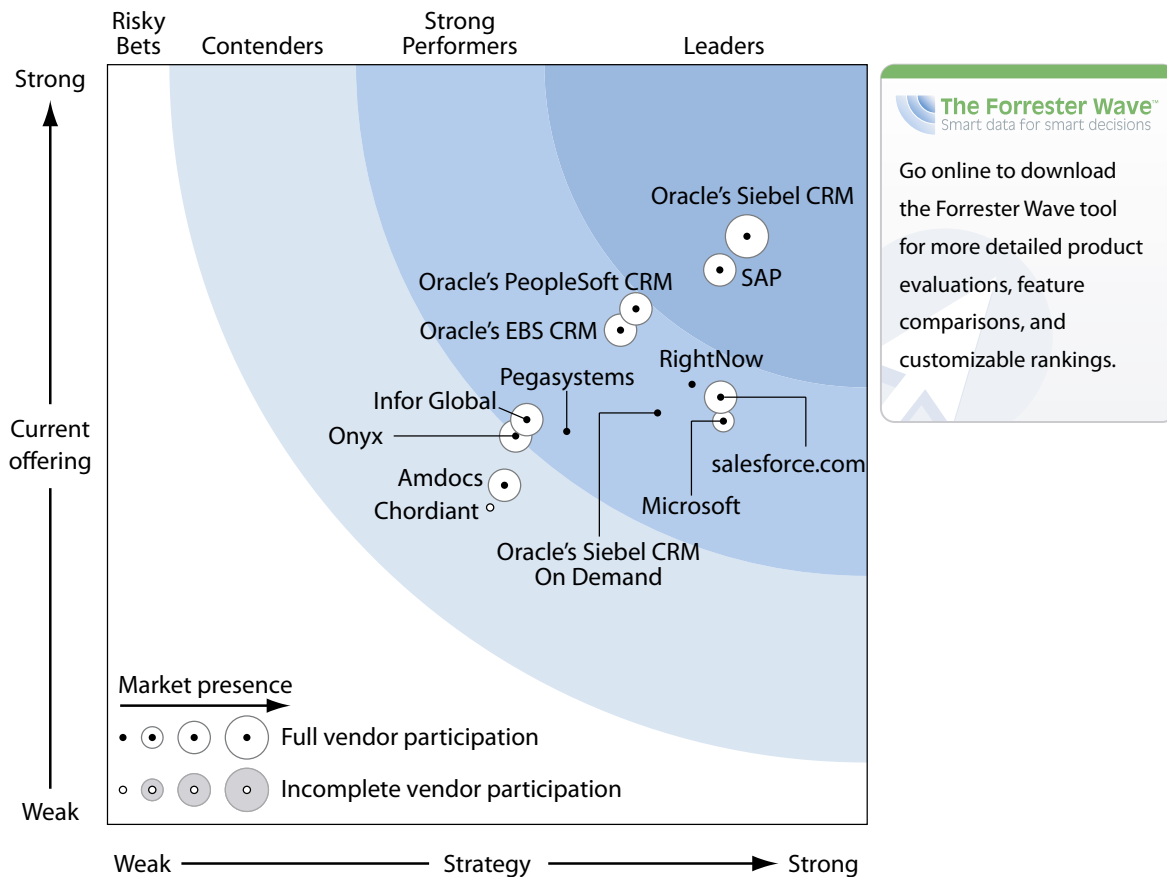 Risky
Bets
Contenders
Strong
Performers
Leaders
Strong
The Forrester Wave™
Smart data for smart decisions
Go online to download
the Forrester Wave tool
for more detailed product
evaluations, feature
comparisons, and
customizable rankings.
Oracle's Siebel CRM
SAP
Oracle's PeopleSoft CRM
Oracle's EBS CRM
RightNow
Pegasystems
Infor Global
Onyx
Current
offering
salesforce.com
Amdocs
Microsoft
Chordiant
Oracle's Siebel CRM
On Demand
Market presence
Full vendor participation
Incomplete vendor participation
Weak
Weak
Strategy
Strong